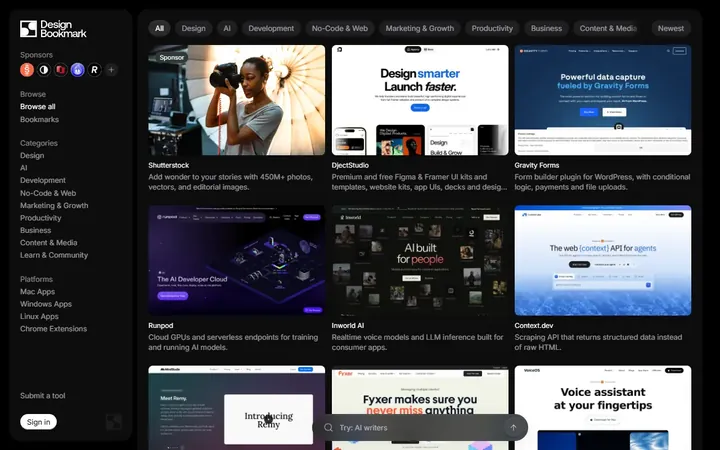 Design
Bookmark
Sponsors
Browse
Browse all
Bookmarks
Categories
Design
AI
Development
No-Code & Web
Marketing & Growth
Productivity
Business
Content & Media
Learn & Community
Platforms
Mac Apps
Windows Apps
Linux Apps
Chrome Extensions
Submit a tool
Sign in
All
Design
AI
Development
No-Code & Web
Marketing & Growth
Productivity
Business
Content & Media
Newest
Sponsor
Shutterstock
Add wonder to your stories with 450M+ photos,
vectors, and editorial images.
Design smarter
Launch faster.
DjectStudio
Premium and free Figma & Framer UI kits and
templates, website kits, app UIs, decks and desig...
Powerful data capture
fueled by Gravity Forms
Gravity Forms
Form builder plugin for WordPress, with conditional
logic, payments and file uploads.
runpod
The AI Developer Cloud
Runpod
Cloud GPUs and serverless endpoints for training
and running AI models.
Inworld
AI built
for people
Inworld AI
Realtime voice models and LLM inference built for
consumer apps.
The web {context} API for agents
Context.dev
Scraping API that returns structured data instead
of raw HTML.
Meet Remy
Introducing
Remy
Fyxer
Fyxer makes sure you
never miss anything
VoiceOS
Voice assistant
at your fingertips
Try: AI writers